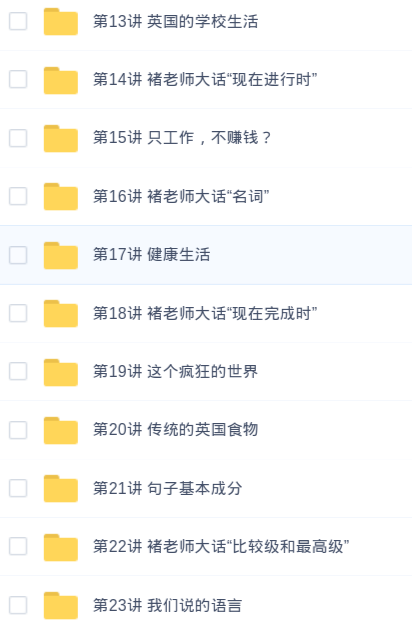 第13讲 英国的学校生活
第14讲 褚老师大话“现在进行时”
第15讲 只工作，不赚钱？
第16讲 褚老师大话“名词”
第17讲 健康生活
第18讲 褚老师大话“现在完成时”
第19讲 这个疯狂的世界
第20讲 传统的英国食物
第21讲 句子基本成分
第22讲 褚老师大话“比较级和最高级”
第23讲 我们说的语言